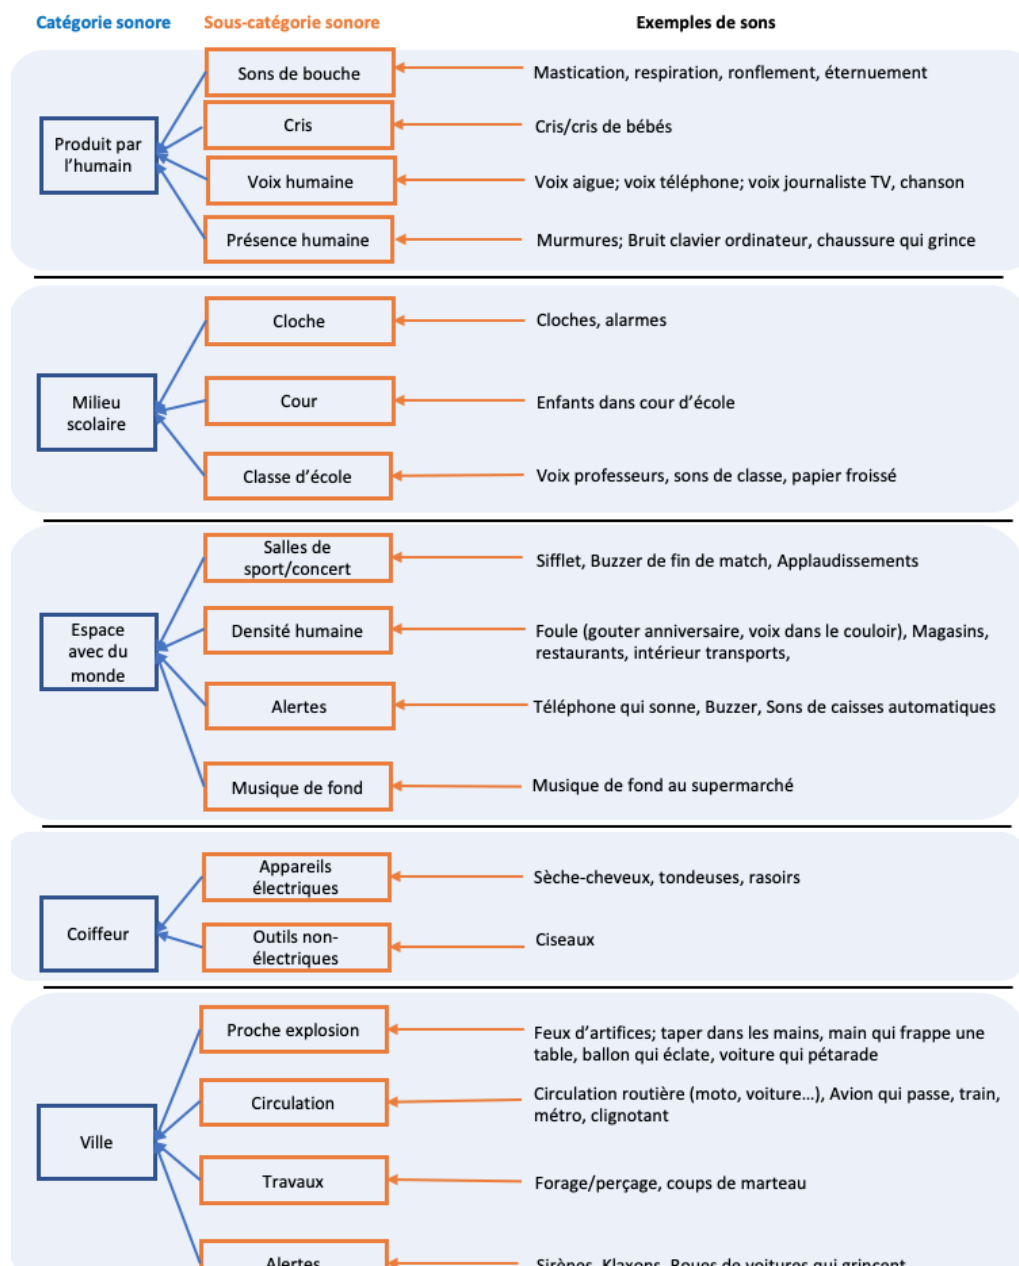 Catégorie sonore Sous-catégorie sonore Exemples de sons
Sons de bouche Mastication, respiration, ronflement, éternuement
Cris Cris/cris de bébés
Produit par
l’humain
Voix humaine Voix aigue; voix téléphone; voix journaliste TV, chanson
Présence humaine Murmures; Bruit clavier ordinateur, chaussure qui grince
Cloche Cloches, alarmes
Milieu
scolaire
Cour Enfants dans cour d’école
Classe d’école Voix professeurs, sons de classe, papier froissé
Salles de
sport/concert
Sifflet, Buzzer de fin de match, Applaudissements
Espace
avec du
monde
Densité humaine
Foule (gouter anniversaire, voix dans le couloir), Magasins,
restaurants, intérieur transports,
Alertes Téléphone qui sonne, Buzzer, Sons de caisses automatiques
Musique de fond Musique de fond au supermarché
Appareils
électriques
Sèche-cheveux, tondeuses, rasoirs
Coiffeur
Outils non-
électriques
Ciseaux
Proche explosion
Feux d’artifices; taper dans les mains, main qui frappe une
table, ballon qui éclate, voiture qui pétarade
Circulation
Circulation routière (moto, voiture...), Avion qui passe, train,
métro, clignotant
Ville
Travaux Forage/perçage, coups de marteau
Alertes Sirènes, Klaxons, Roues de voitures qui grincent